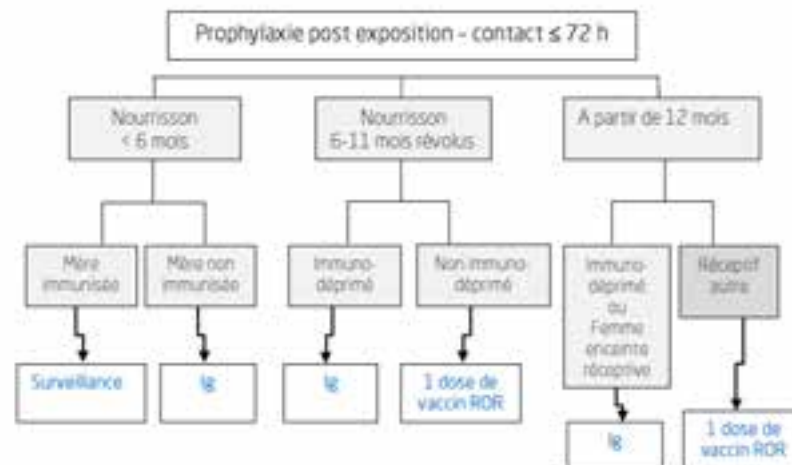 Prophylaxie post exposition – contact ≤ 72 h
Nourrisson
< 6 mois
Nourrisson
6-11 mois révolus
A partir de 12 mois
Mère
immunisée
Mère non
immunisée
Immuno-
déprimé
Non immuno-
déprimé
Immuno-
déprimé
ou
Femme
enceinte
réceptive
Réceptif
autre
Surveillance
Ig
Ig
1 dose de
vaccin ROR
Ig
1 dose de
vaccin ROR